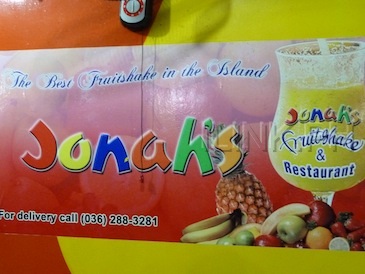 The Best Fruitshake in the Island
Jonah's
Jonah's
Fruitshake
&
Restaurant
For delivery call (036) 288-3281